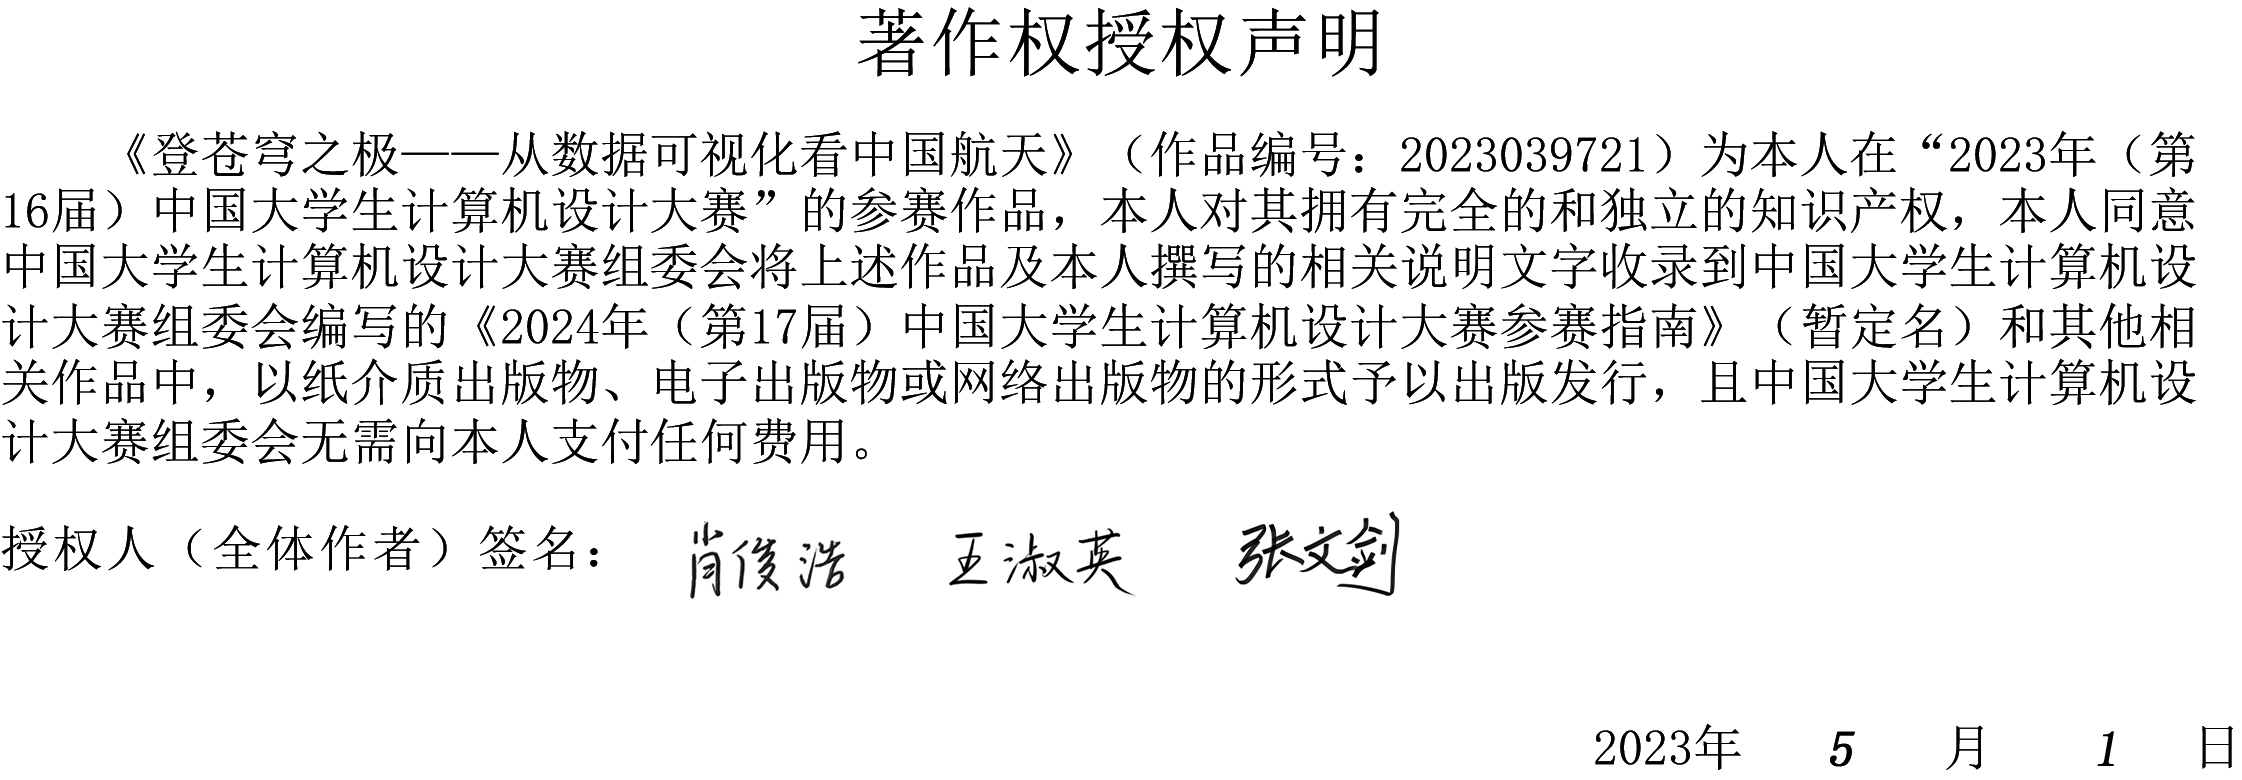 著作权授权声明
《登苍穹之极——从数据可视化看中国航天》（作品编号：2023039721）为本人在“2023年（第
16届）中国大学生计算机设计大赛”的参赛作品，本人对其拥有完全的和独立的知识产权，本人同意
中国大学生计算机设计大赛组委会将上述作品及本人撰写的相关说明文字收录到中国大学生计算机设
计大赛组委会编写的《2024年（第17届）中国大学生计算机设计大赛参赛指南》（暂定名）和其他相
关作品中，以纸介质出版物、电子出版物或网络出版物的形式予以出版发行，且中国大学生计算机设
计大赛组委会无需向本人支付任何费用。
授权人（全体作者）签名： 肖俊浩 王淑英 张文剑
2023年 5 月 1 日